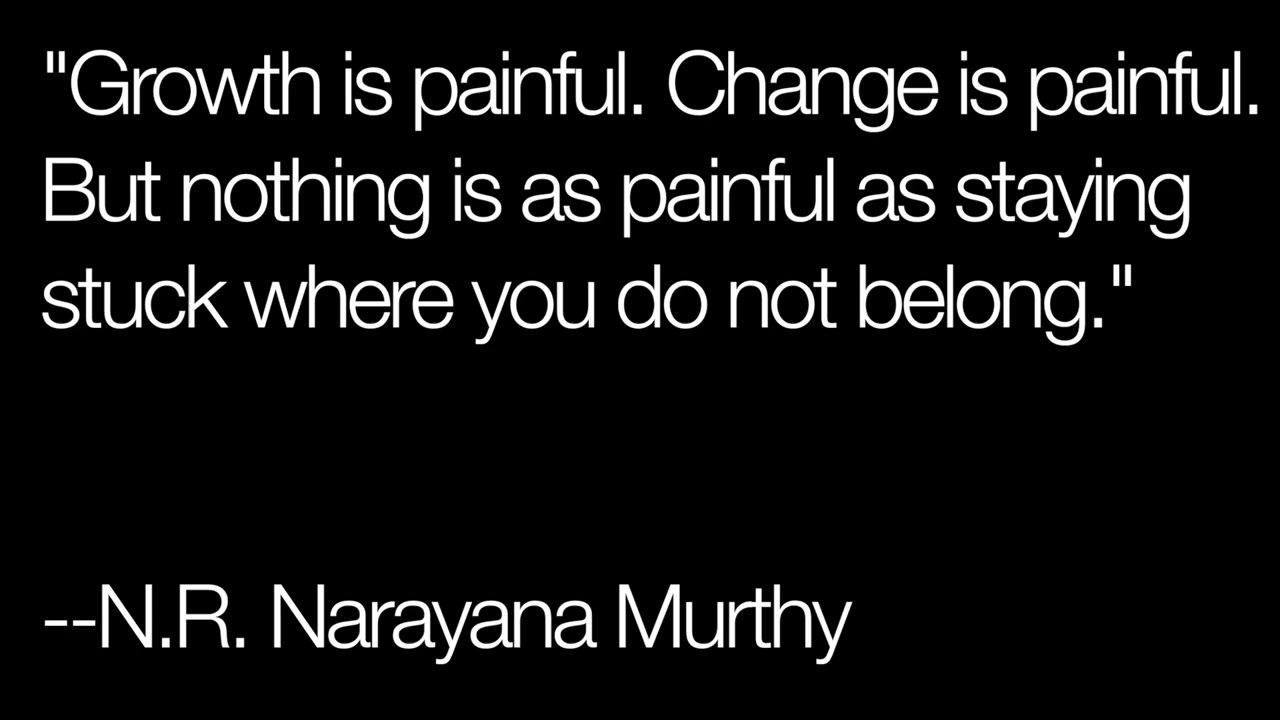 "Growth is painful. Change is painful.
But nothing is as painful as staying
stuck where you do not belong."
--N.R. Narayana Murthy